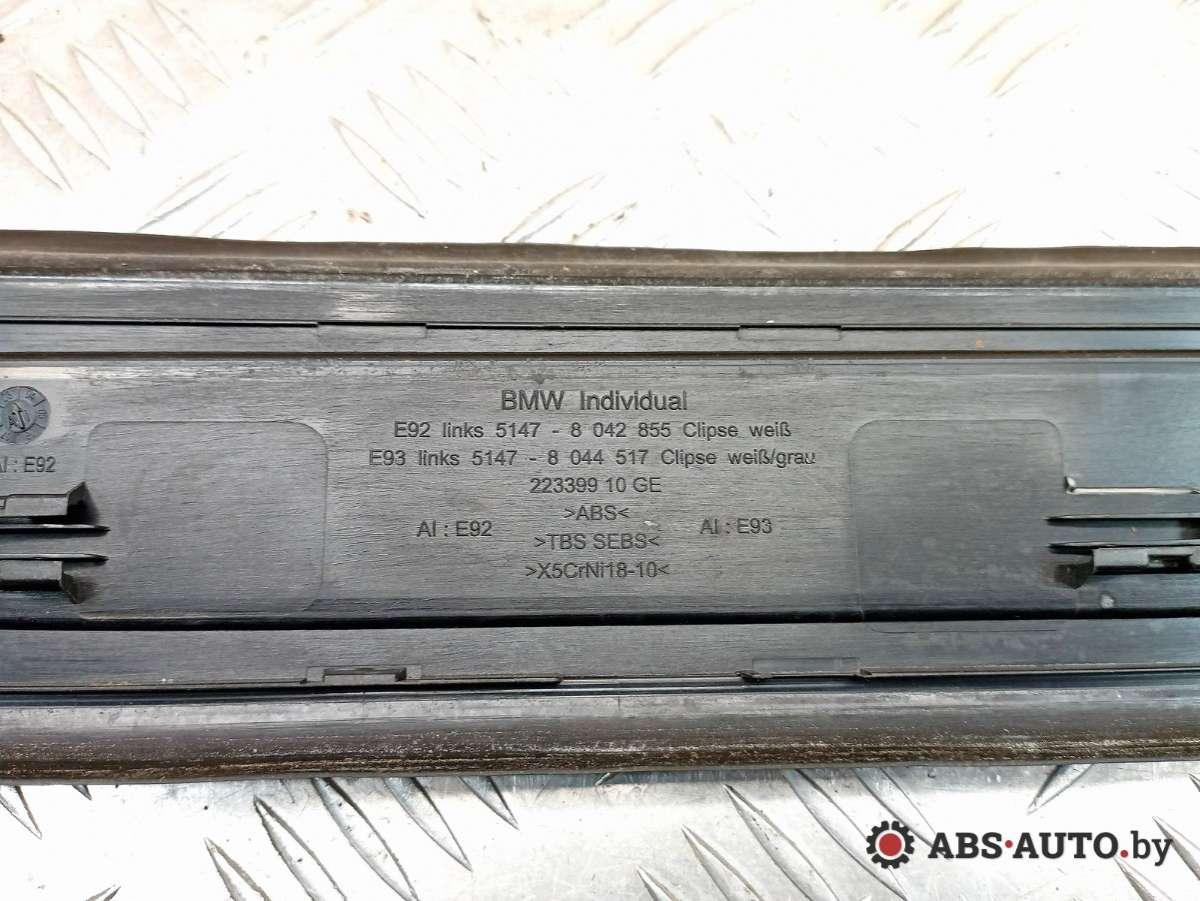 BMW Individual
E92 links 5147 - 8 042 855 Clipse weiß
E93 links 5147 - 8 044 517 Clipse weiß/grau
223399 10 GE
>ABS<
AI : E92
AI : E92
AI : E93
>TBS SEBS<
>X5CrNi18-10<
ABS·AUTO.by